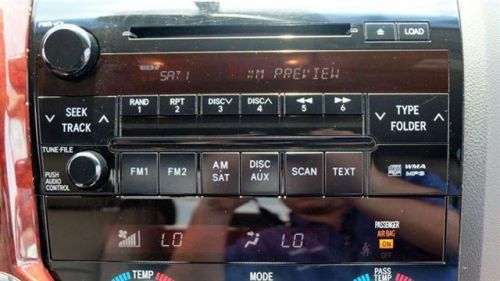 PWR·VOL
LOAD
SAT1 XM PREVIEW
SEEK TRACK
RAND 1
RPT 2
DISC∨ 3
DISC∧ 4
◀◀ 5
▶▶ 6
TYPE FOLDER
TUNE·FILE
PUSH AUDIO CONTROL
FM1
FM2
AM SAT
DISC AUX
SCAN
TEXT
WMA
MP3
LO
LO
PASSENGER
AIR BAG
ON
OFF
TEMP
MODE
PASS TEMP